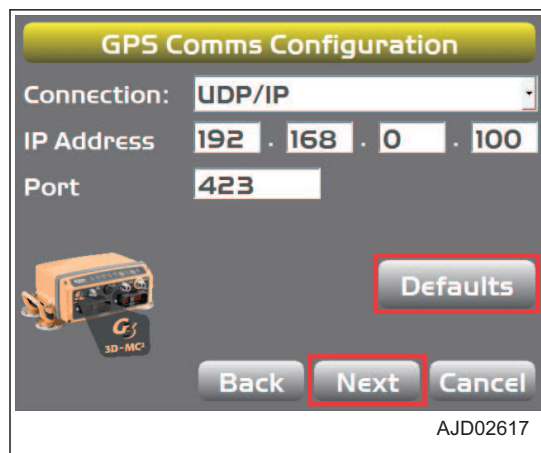 GPS Comms Configuration
Connection: UDP/IP
IP Address 192 . 168 . 0 . 100
Port 423
Defaults
G3
3D-MC²
Back Next Cancel
AJD02617